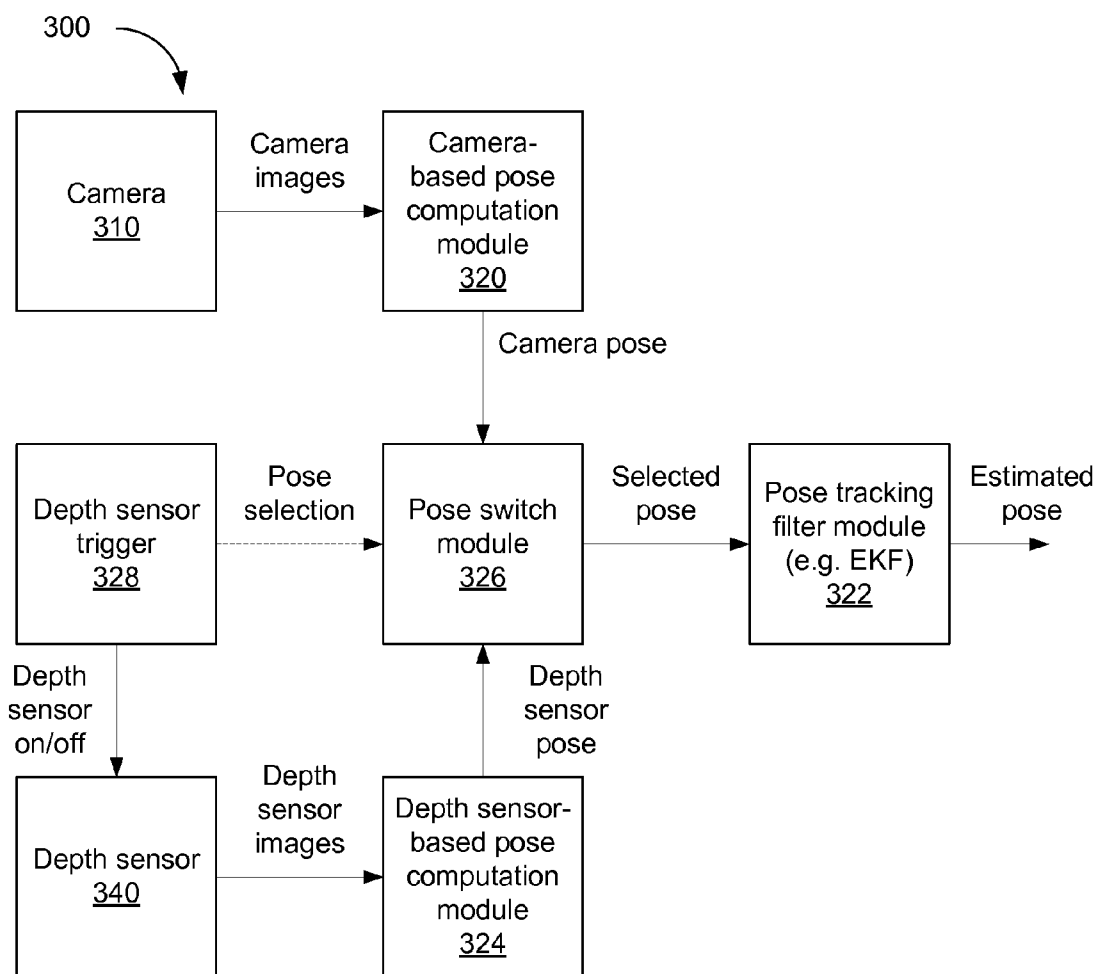 300
Camera
310
Camera
images
Camera-
based pose
computation
module
320
Camera pose
Depth sensor
trigger
328
Pose
selection
Pose switch
module
326
Selected
pose
Pose tracking
filter module
(e.g. EKF)
322
Estimated
pose
Depth
sensor
on/off
Depth
sensor
pose
Depth sensor
340
Depth
sensor
images
Depth sensor-
based pose
computation
module
324